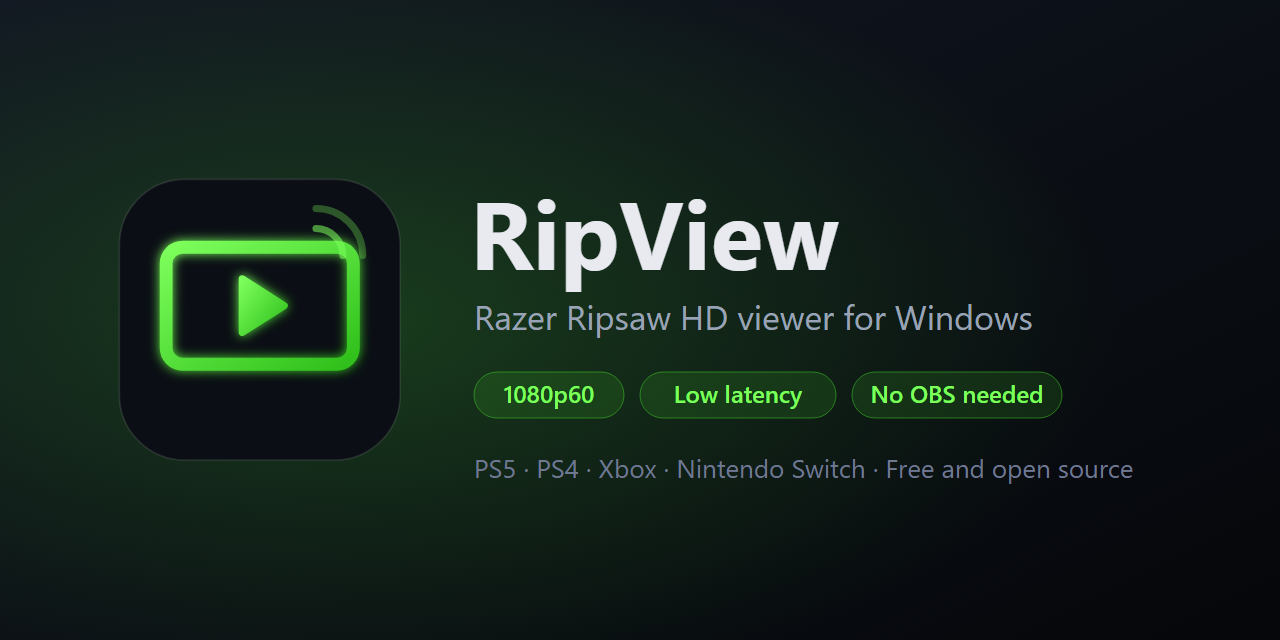 RipView
Razer Ripsaw HD viewer for Windows
1080p60 Low latency No OBS needed
PS5 · PS4 · Xbox · Nintendo Switch · Free and open source